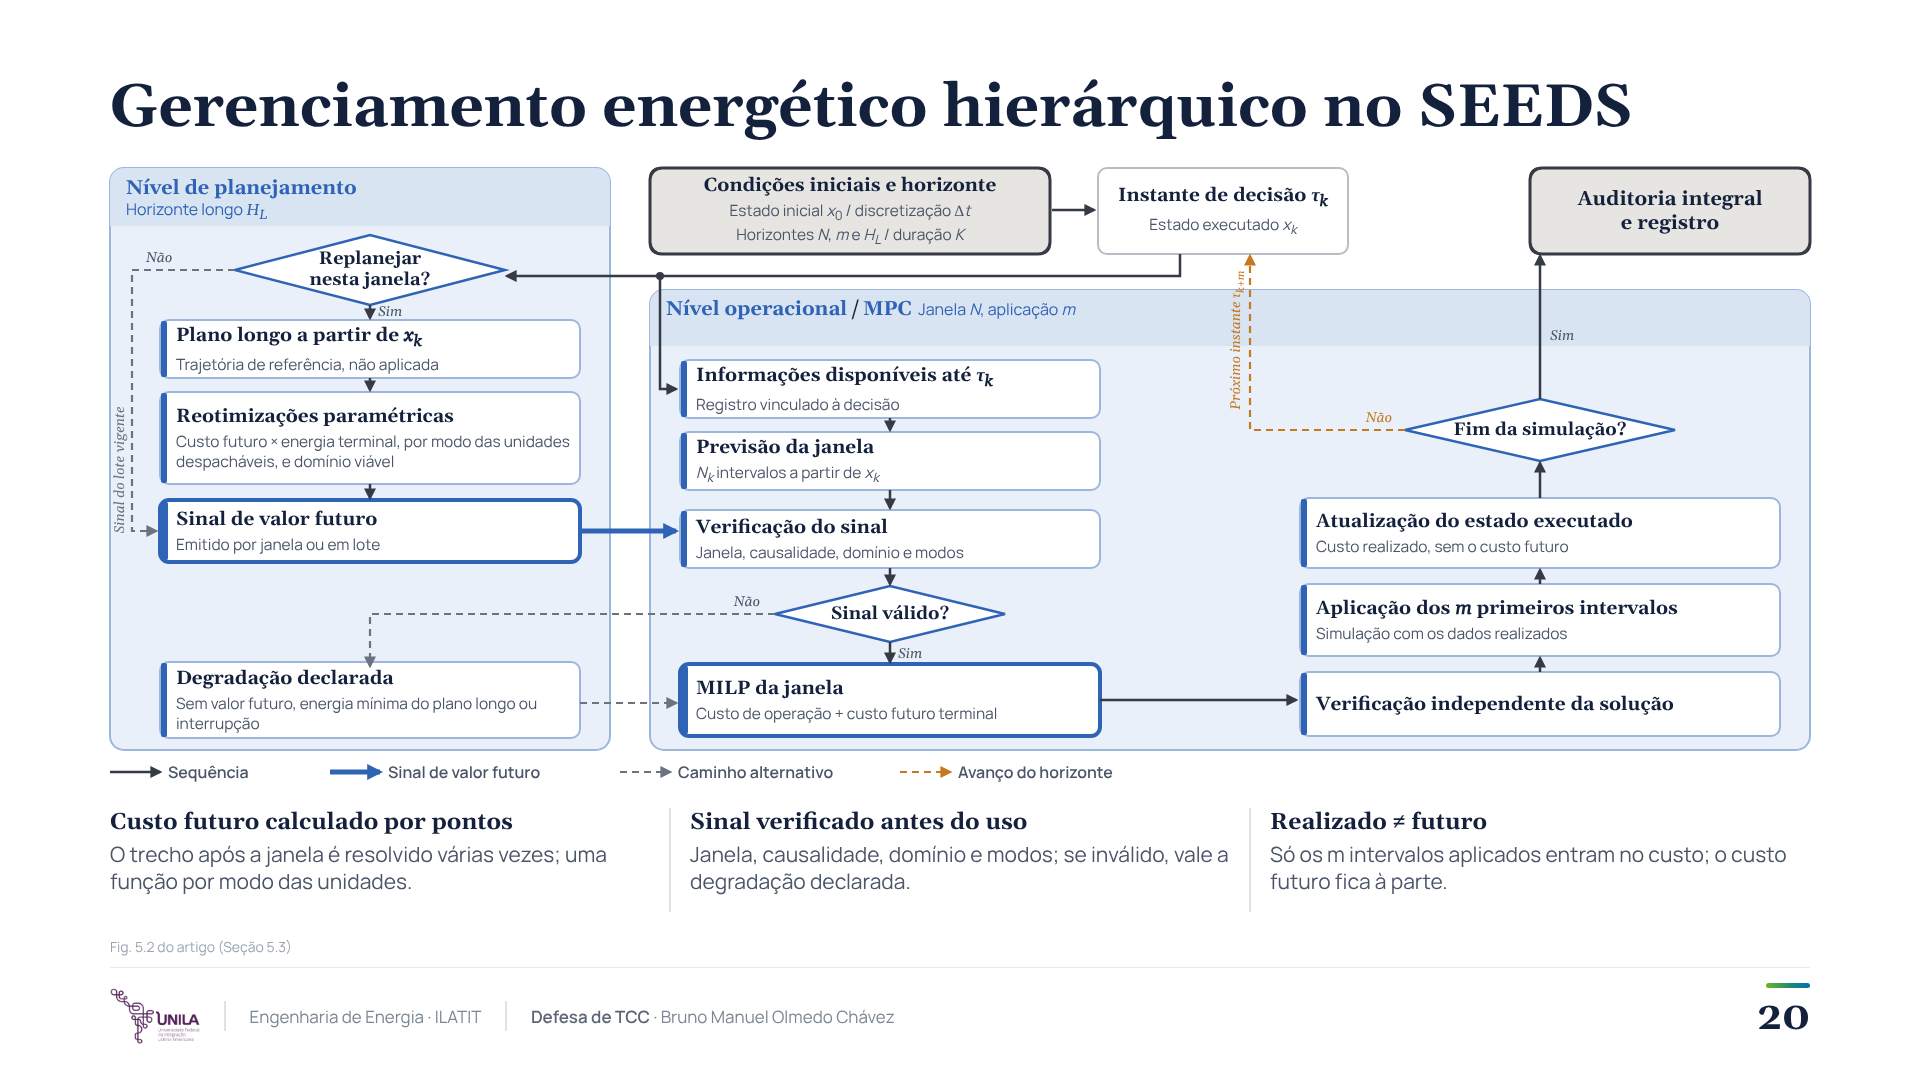 Gerenciamento energético hierárquico no SEEDS
Nível de planejamento
Horizonte longo H_L
Não
Replanejar
nesta janela?
Sim
Plano longo a partir de x_k
Trajetória de referência, não aplicada
Reotimizações paramétricas
Custo futuro × energia terminal, por modo das unidades
despacháveis, e domínio viável
Sinal do lote vigente
Sinal de valor futuro
Emitido por janela ou em lote
Degradação declarada
Sem valor futuro, energia mínima do plano longo ou
interrupção
Condições iniciais e horizonte
Estado inicial x_0 / discretização Δt
Horizontes N, m e H_L / duração K
Instante de decisão τ_k
Estado executado x_k
Auditoria integral
e registro
Nível operacional / MPC Janela N, aplicação m
Informações disponíveis até τ_k
Registro vinculado à decisão
Previsão da janela
N_k intervalos a partir de x_k
Verificação do sinal
Janela, causalidade, domínio e modos
Não
Sinal válido?
Sim
MILP da janela
Custo de operação + custo futuro terminal
Próximo instante τ_{k+m}
Não
Sim
Fim da simulação?
Atualização do estado executado
Custo realizado, sem o custo futuro
Aplicação dos m primeiros intervalos
Simulação com os dados realizados
Verificação independente da solução
Sequência
Sinal de valor futuro
Caminho alternativo
Avanço do horizonte
Custo futuro calculado por pontos
O trecho após a janela é resolvido várias vezes; uma
função por modo das unidades.
Sinal verificado antes do uso
Janela, causalidade, domínio e modos; se inválido, vale a
degradação declarada.
Realizado ≠ futuro
Só os m intervalos aplicados entram no custo; o custo
futuro fica à parte.
Fig. 5.2 do artigo (Seção 5.3)
UNILA
Engenharia de Energia · ILATIT
Defesa de TCC · Bruno Manuel Olmedo Chávez
20